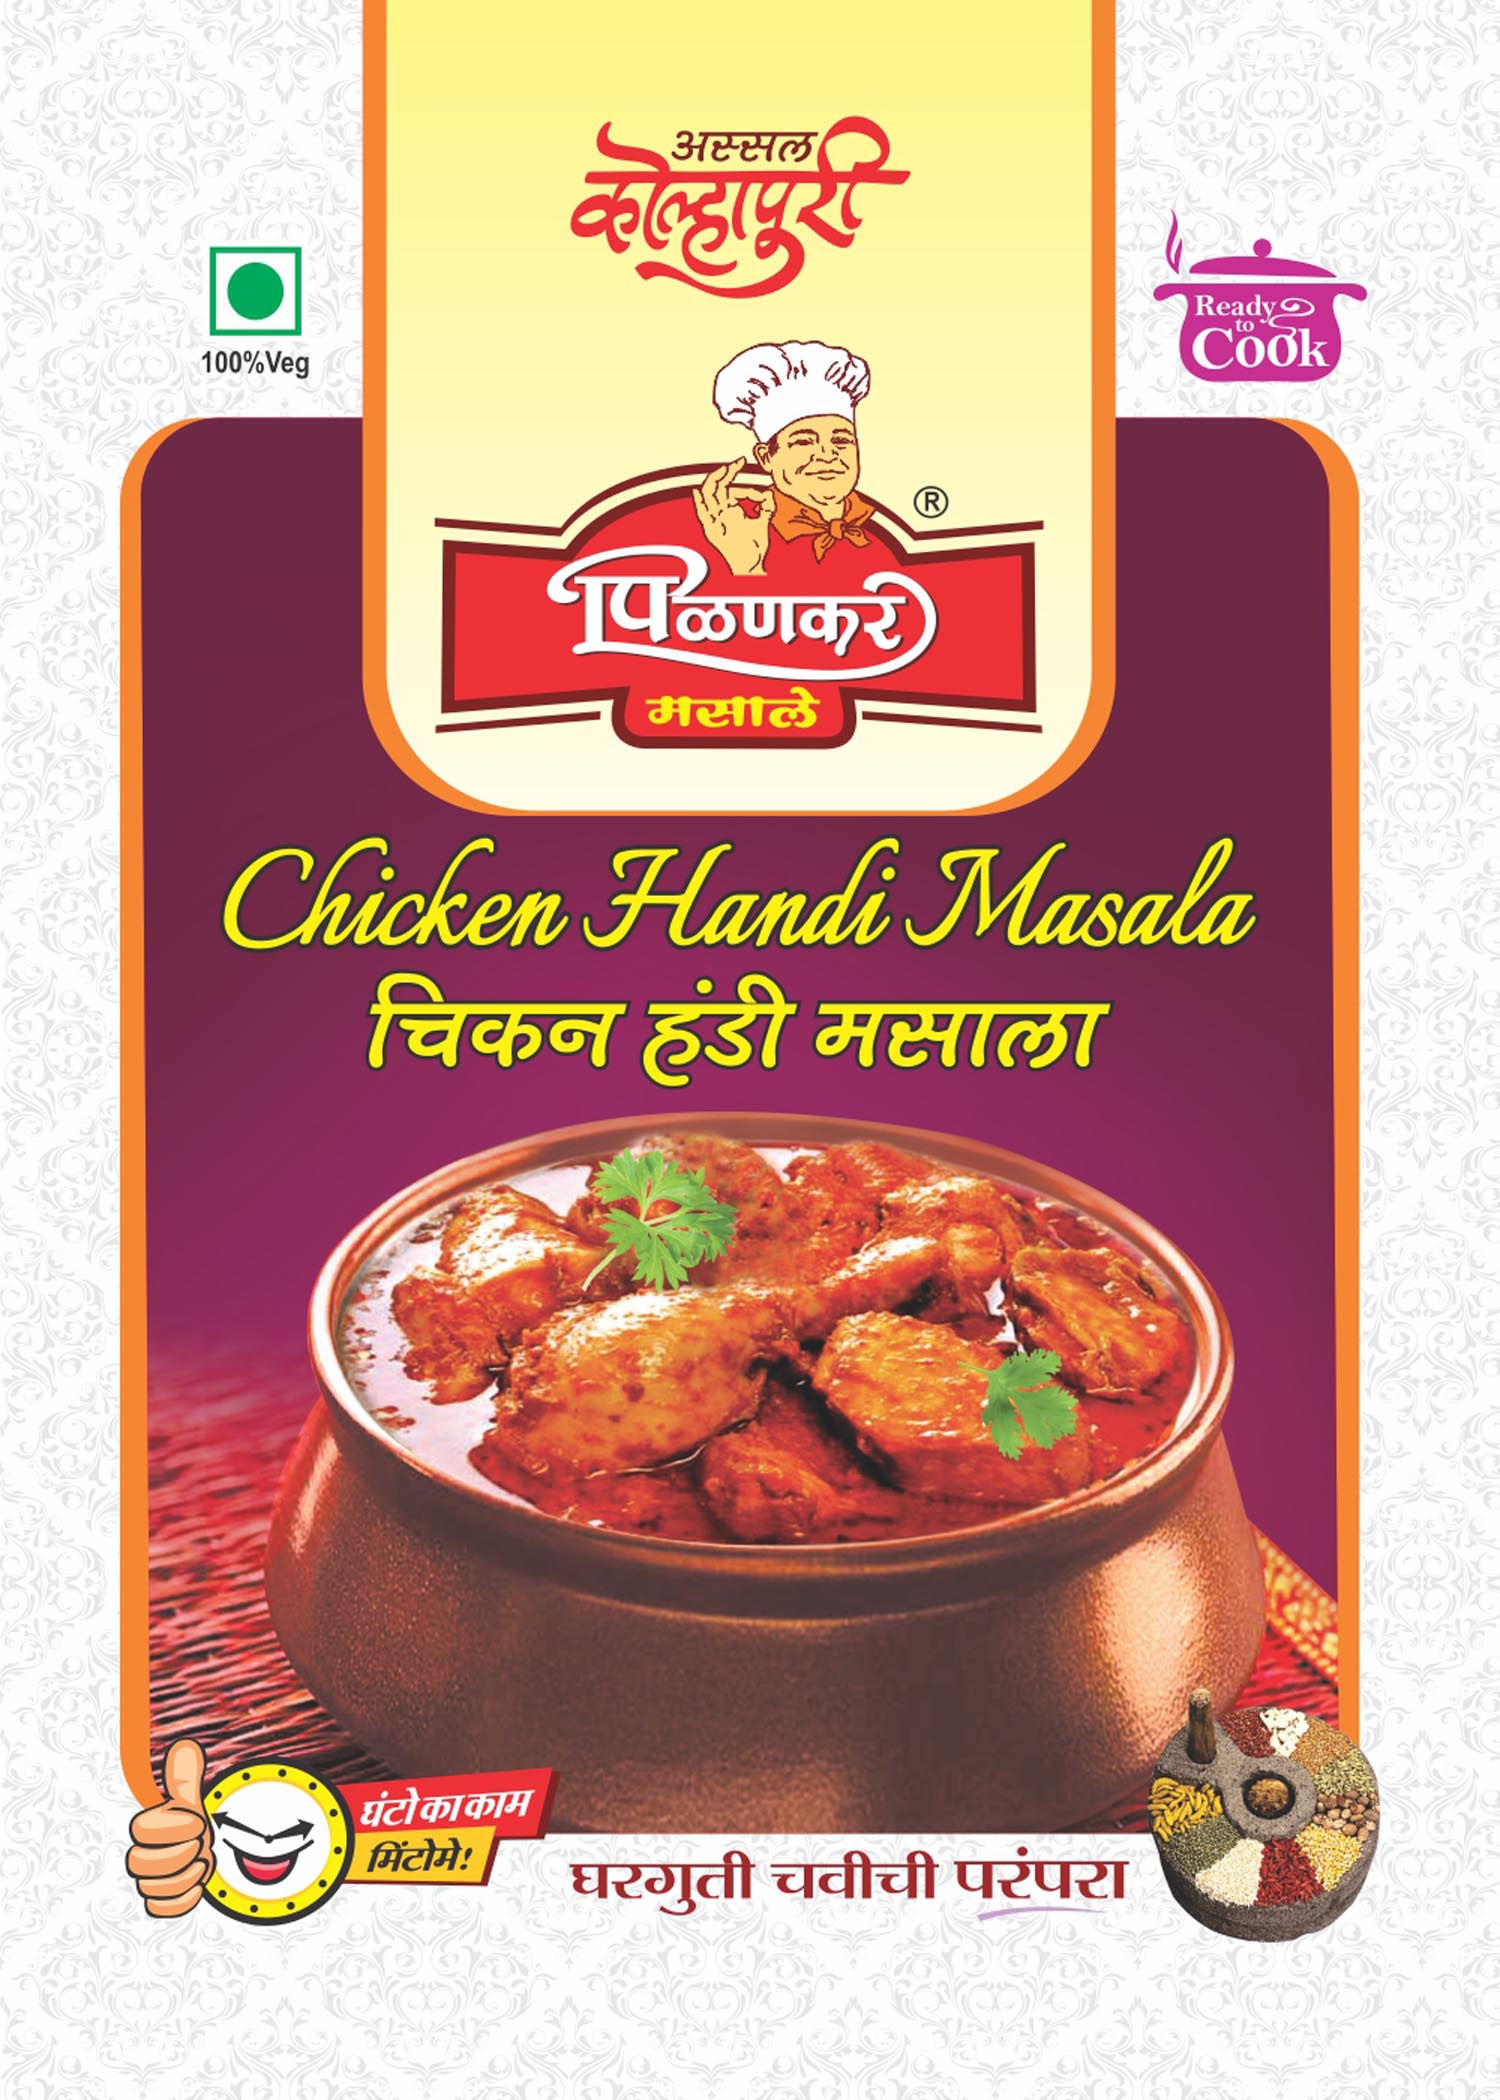 अस्सल
कोल्हापुरी
100%Veg
Ready
to
Cook
®
पिळणकर
मसाले
Chicken Handi Masala
चिकन हंडी मसाला
घंटो का काम
मिंटोमे!
घरगुती चवीची परंपरा